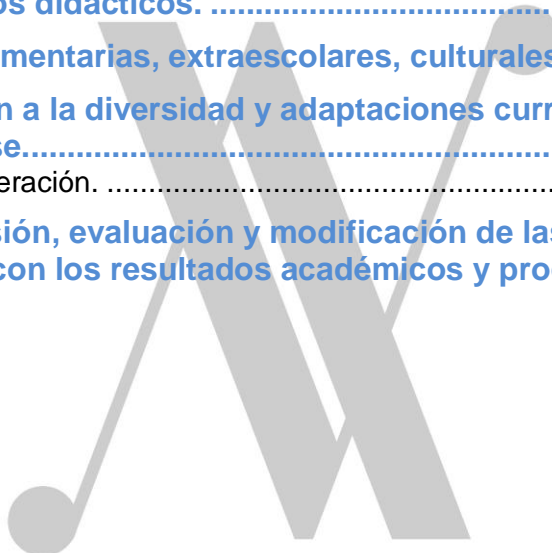 os didácticos. ..........................................
mentarias, extraescolares, culturales
n a la diversidad y adaptaciones curr
se................................................................
eración. ......................................................
sión, evaluación y modificación de las
con los resultados académicos y pro